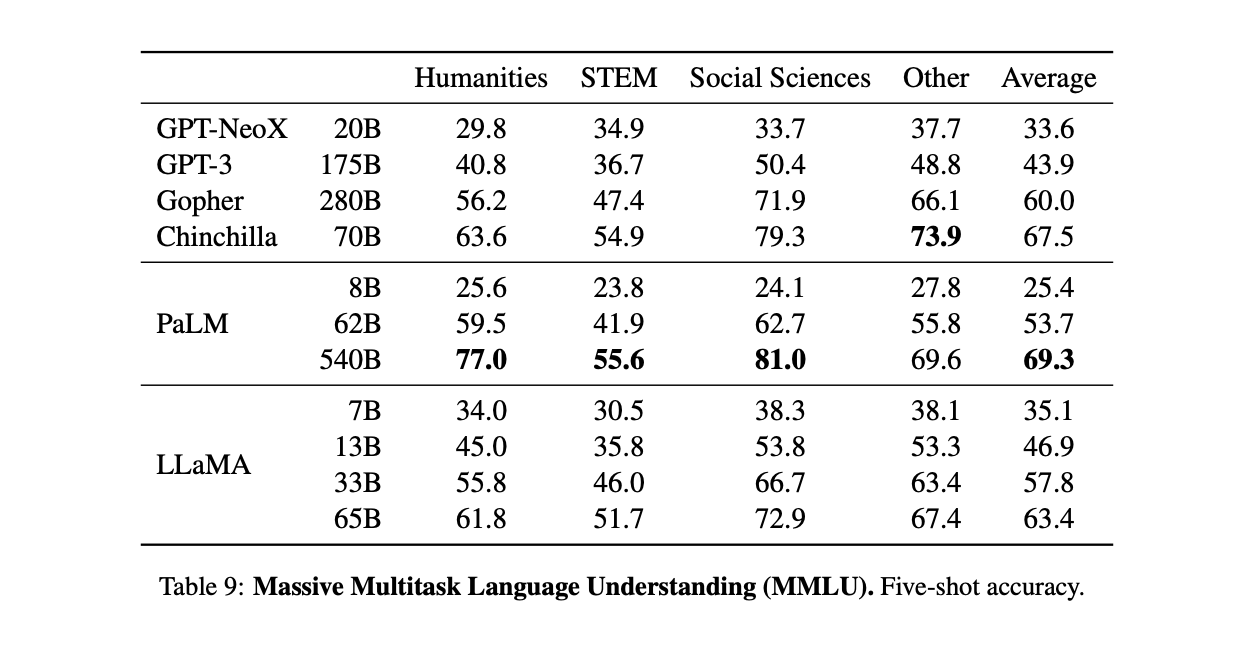 Humanities STEM Social Sciences Other Average
GPT-NeoX 20B 29.8 34.9 33.7 37.7 33.6
GPT-3 175B 40.8 36.7 50.4 48.8 43.9
Gopher 280B 56.2 47.4 71.9 66.1 60.0
Chinchilla 70B 63.6 54.9 79.3 73.9 67.5
8B 25.6 23.8 24.1 27.8 25.4
PaLM 62B 59.5 41.9 62.7 55.8 53.7
540B 77.0 55.6 81.0 69.6 69.3
7B 34.0 30.5 38.3 38.1 35.1
13B 45.0 35.8 53.8 53.3 46.9
LLaMA
33B 55.8 46.0 66.7 63.4 57.8
65B 61.8 51.7 72.9 67.4 63.4
Table 9: Massive Multitask Language Understanding (MMLU). Five-shot accuracy.